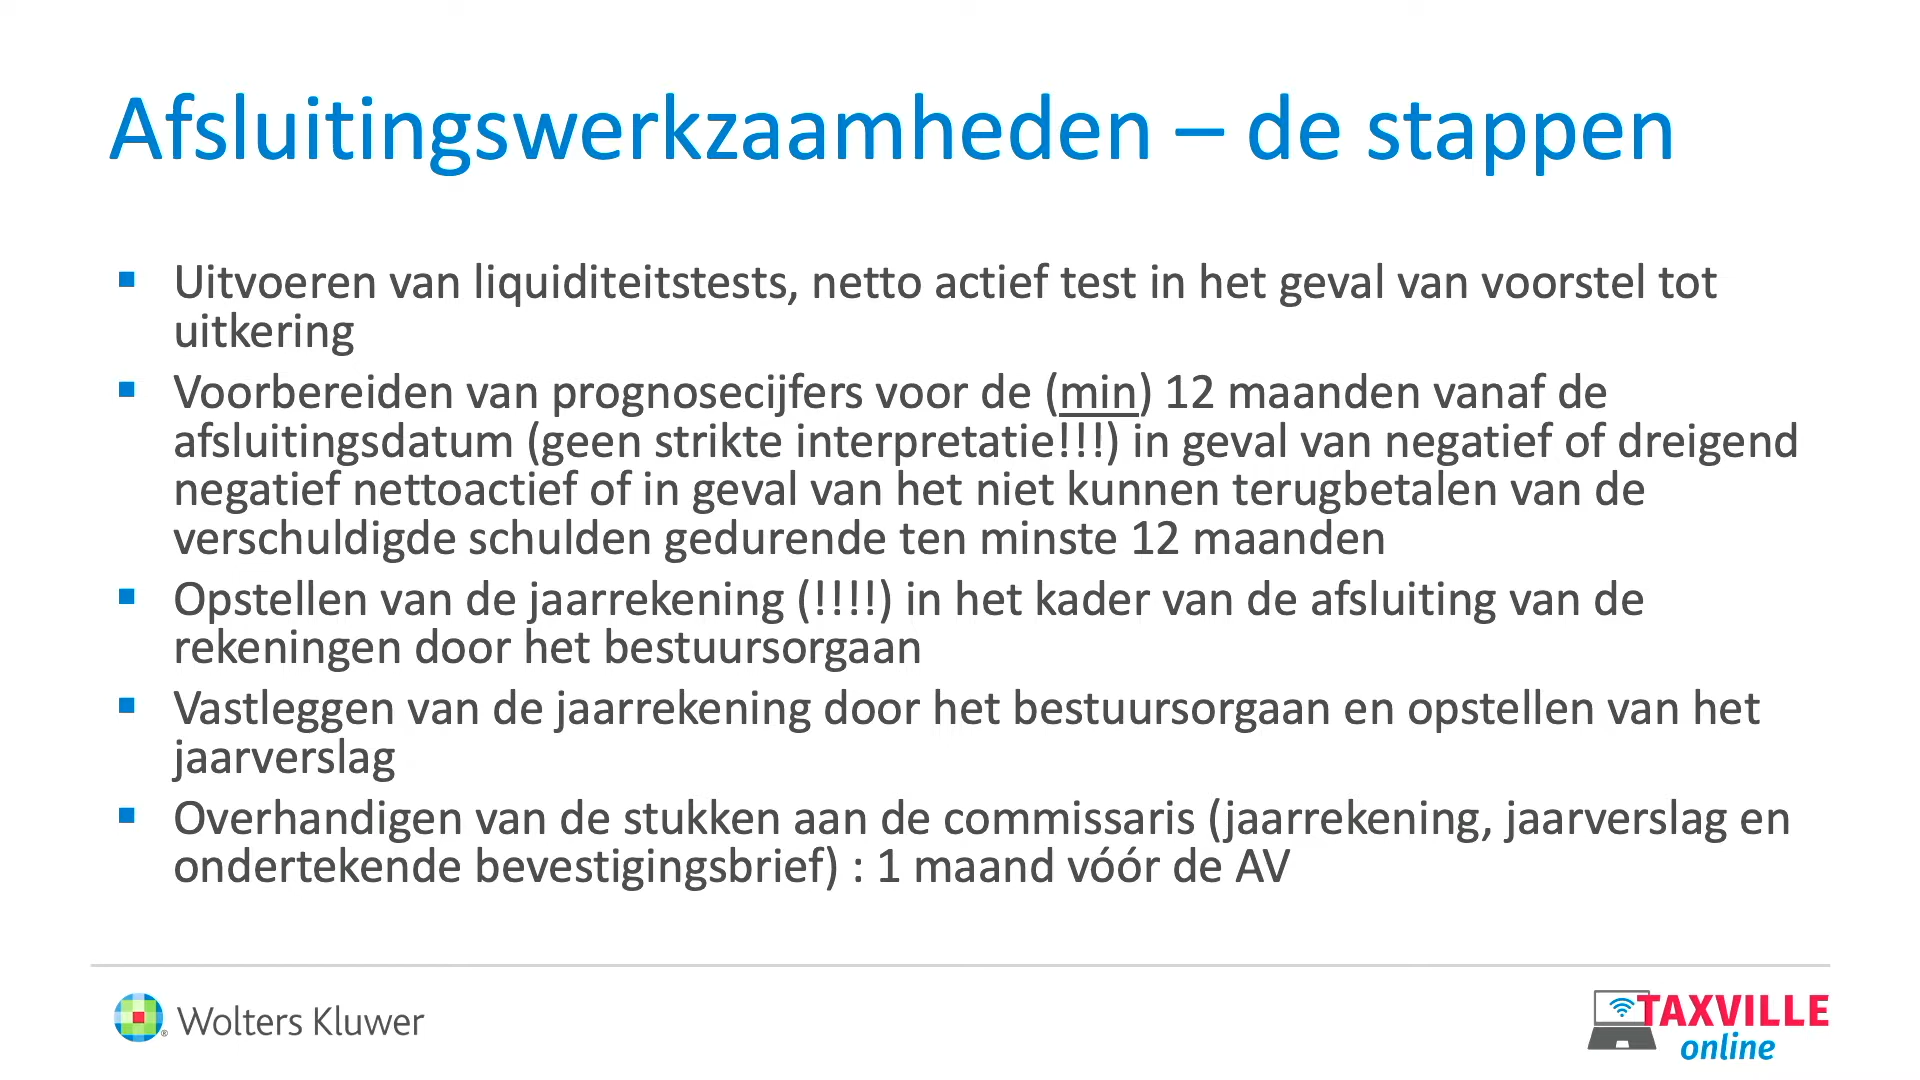 Afsluitingswerkzaamheden – de stappen
▪ Uitvoeren van liquiditeitstests, netto actief test in het geval van voorstel tot
uitkering
▪ Voorbereiden van prognosecijfers voor de (min) 12 maanden vanaf de
afsluitingsdatum (geen strikte interpretatie!!!) in geval van negatief of dreigend
negatief nettoactief of in geval van het niet kunnen terugbetalen van de
verschuldigde schulden gedurende ten minste 12 maanden
▪ Opstellen van de jaarrekening (!!!!) in het kader van de afsluiting van de
rekeningen door het bestuursorgaan
▪ Vastleggen van de jaarrekening door het bestuursorgaan en opstellen van het
jaarverslag
▪ Overhandigen van de stukken aan de commissaris (jaarrekening, jaarverslag en
ondertekende bevestigingsbrief) : 1 maand vóór de AV
® Wolters Kluwer
TAXVILLE
online